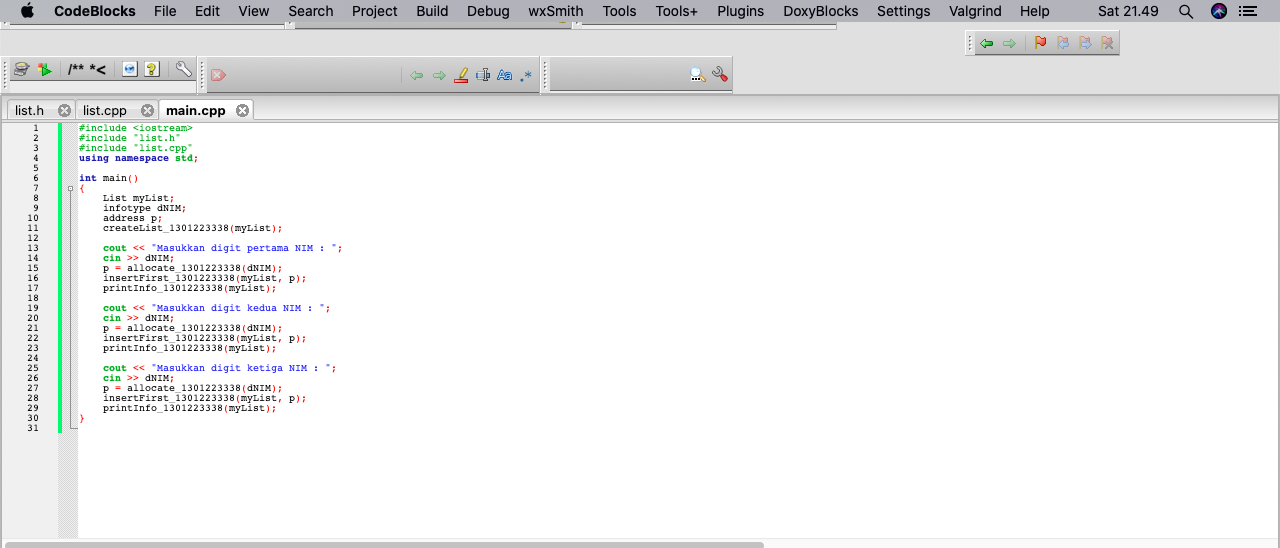 CodeBlocks File Edit View Search Project Build Debug wxSmith Tools Tools+ Plugins DoxyBlocks Settings Valgrind Help Sat 21.49
/** *< Aa .*
list.h list.cpp main.cpp
1 #include <iostream>
2 #include "list.h"
3 #include "list.cpp"
4 using namespace std;
5
6 int main()
7 {
8 List myList;
9 infotype dNIM;
10 address p;
11 createList_1301223338(myList);
12
13 cout << "Masukkan digit pertama NIM : ";
14 cin >> dNIM;
15 p = allocate_1301223338(dNIM);
16 insertFirst_1301223338(myList, p);
17 printInfo_1301223338(myList);
18
19 cout << "Masukkan digit kedua NIM : ";
20 cin >> dNIM;
21 p = allocate_1301223338(dNIM);
22 insertFirst_1301223338(myList, p);
23 printInfo_1301223338(myList);
24
25 cout << "Masukkan digit ketiga NIM : ";
26 cin >> dNIM;
27 p = allocate_1301223338(dNIM);
28 insertFirst_1301223338(myList, p);
29 printInfo_1301223338(myList);
30 }
31